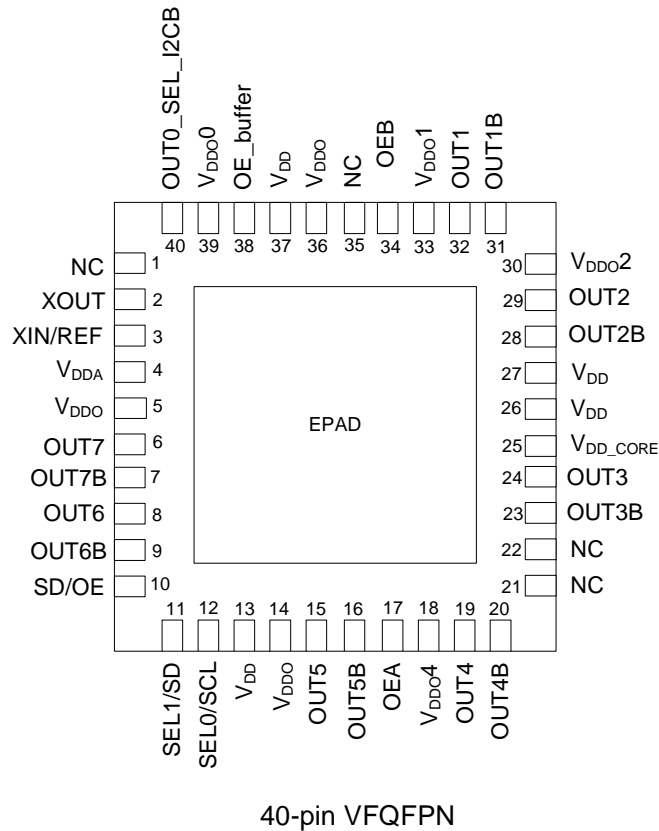 OUT0_SEL_I2CB
VDDO0
OE_buffer
VDD
VDDO
NC
OEB
VDDO1
OUT1
OUT1B
40 39 38 37 36 35 34 33 32 31
NC 1
XOUT 2
XIN/REF 3
VDDA 4
VDDO 5
OUT7 6
OUT7B 7
OUT6 8
OUT6B 9
SD/OE 10
EPAD
30 VDDO2
29 OUT2
28 OUT2B
27 VDD
26 VDD
25 VDD_CORE
24 OUT3
23 OUT3B
22 NC
21 NC
11 12 13 14 15 16 17 18 19 20
SEL1/SD
SEL0/SCL
VDD
VDDO
OUT5
OUT5B
OEA
VDDO4
OUT4
OUT4B
40-pin VFQFPN